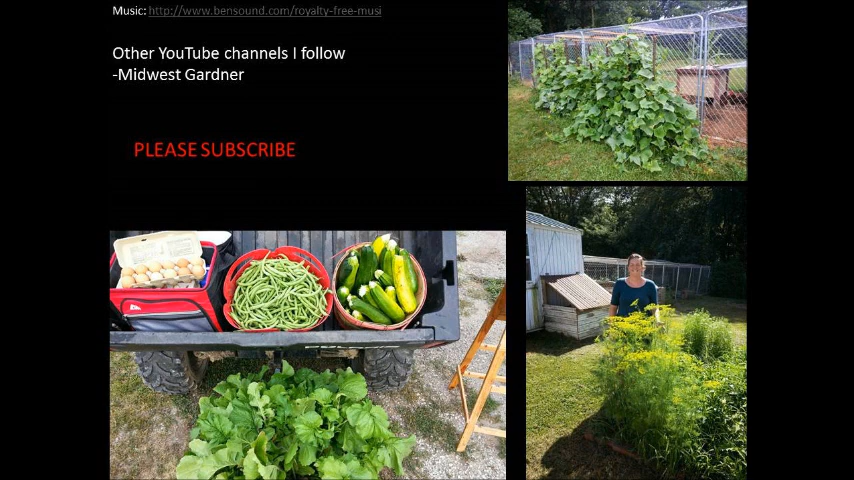 Music: http://www.bensound.com/royalty-free-musi
Other YouTube channels I follow
-Midwest Gardner
PLEASE SUBSCRIBE